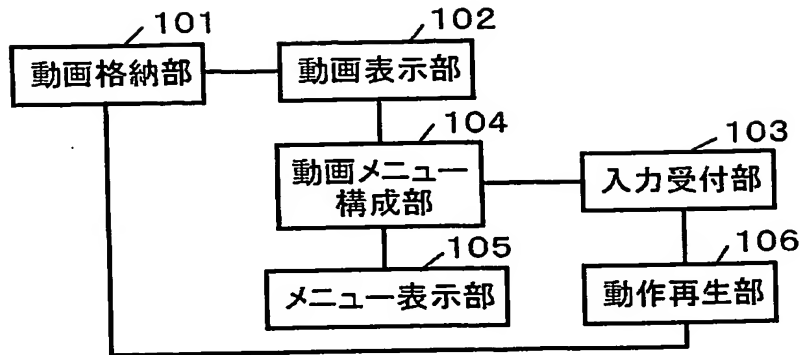 101
動画格納部
102
動画表示部
104
動画メニュー
構成部
103
入力受付部
105
メニュー表示部
106
動作再生部